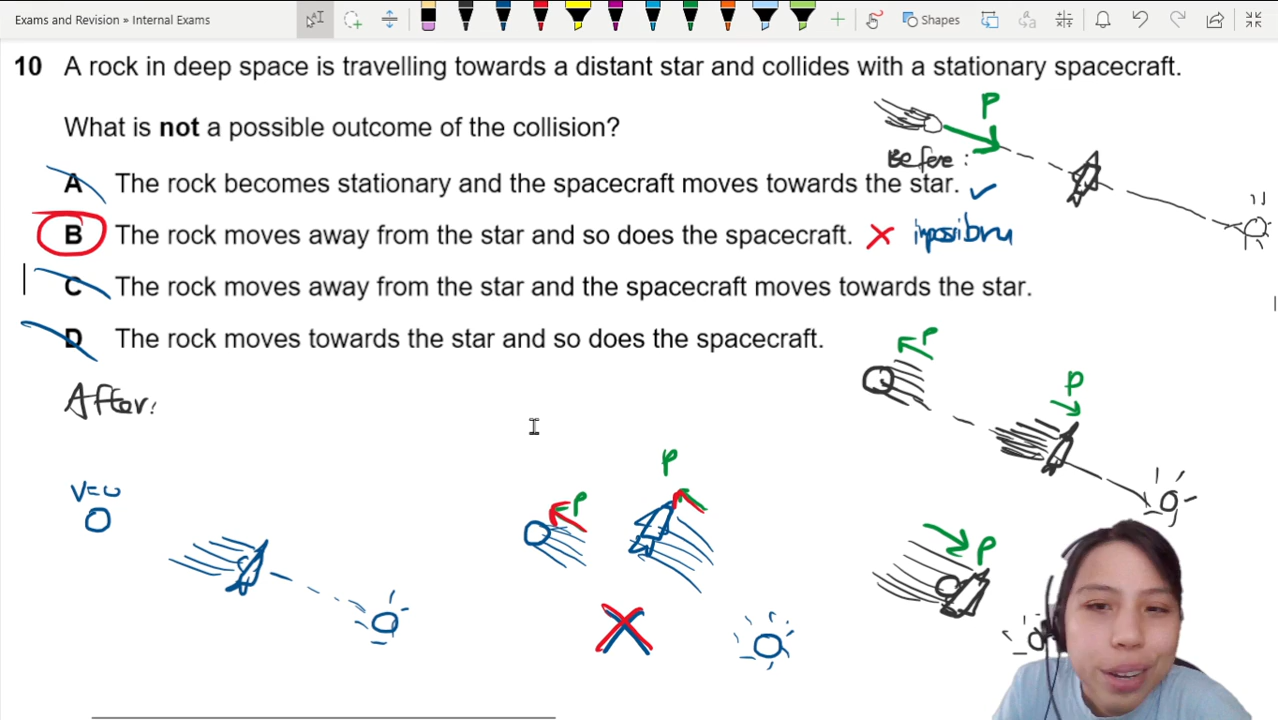 Exams and Revision » Internal Exams
Shapes
10 A rock in deep space is travelling towards a distant star and collides with a stationary spacecraft.
What is not a possible outcome of the collision?
P
Before :
A The rock becomes stationary and the spacecraft moves towards the star. ✓
B The rock moves away from the star and so does the spacecraft. ✗ impossibru
C The rock moves away from the star and the spacecraft moves towards the star.
D The rock moves towards the star and so does the spacecraft.
P
P
After:
P
V=0
P
P